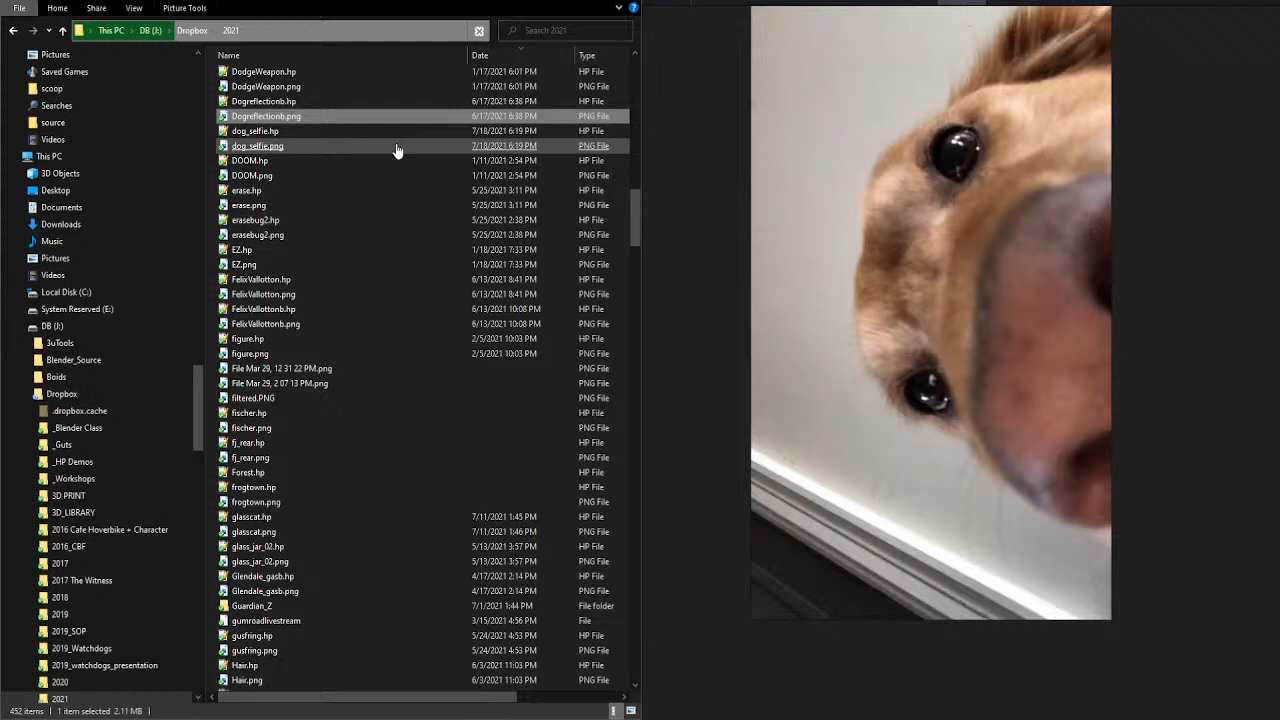 File Home Share View Picture Tools
This PC DB (J:) Dropbox 2021 Search 2021
Pictures
Saved Games
scoop
Searches
source
Videos
This PC
3D Objects
Desktop
Documents
Downloads
Music
Pictures
Videos
Local Disk (C:)
System Reserved (E:)
DB (J:)
3uTools
Blender_Source
Boids
Dropbox
.dropbox.cache
_Blender Class
_Guts
_HP Demos
_Workshops
3D PRINT
3D_LIBRARY
2016 Cafe Hoverbike + Character
2016_CBF
2017
2017 The Witness
2018
2019
2019_SOP
2019_Watchdogs
2019_watchdogs_presentation
2020
2021
Name Date Type
DodgeWeapon.hp 1/17/2021 6:01 PM HP File
DodgeWeapon.png 1/17/2021 6:01 PM PNG File
Dogreflectionb.hp 6/17/2021 6:38 PM HP File
Dogreflectionb.png 6/17/2021 6:38 PM PNG File
dog_selfie.hp 7/18/2021 6:19 PM HP File
dog_selfie.png 7/18/2021 6:19 PM PNG File
DOOM.hp 1/11/2021 2:54 PM HP File
DOOM.png 1/11/2021 2:54 PM PNG File
erase.hp 5/25/2021 3:11 PM HP File
erase.png 5/25/2021 3:11 PM PNG File
erasebug2.hp 5/25/2021 2:38 PM HP File
erasebug2.png 5/25/2021 2:38 PM PNG File
EZ.hp 1/18/2021 7:33 PM HP File
EZ.png 1/18/2021 7:33 PM PNG File
FelixVallotton.hp 6/13/2021 8:41 PM HP File
FelixVallotton.png 6/13/2021 8:41 PM PNG File
FelixVallottonb.hp 6/13/2021 10:08 PM HP File
FelixVallottonb.png 6/13/2021 10:08 PM PNG File
figure.hp 2/5/2021 10:03 PM HP File
figure.png 2/5/2021 10:03 PM PNG File
File Mar 29, 12 31 22 PM.png PNG File
File Mar 29, 2 07 13 PM.png PNG File
filtered.PNG PNG File
fischer.hp HP File
fischer.png PNG File
fj_rear.hp HP File
fj_rear.png PNG File
Forest.hp HP File
frogtown.hp HP File
frogtown.png PNG File
glasscat.hp 7/11/2021 1:45 PM HP File
glasscat.png 7/11/2021 1:46 PM PNG File
glass_jar_02.hp 5/13/2021 3:57 PM HP File
glass_jar_02.png 5/13/2021 3:57 PM PNG File
Glendale_gasb.hp 4/17/2021 2:14 PM HP File
Glendale_gasb.png 4/17/2021 2:14 PM PNG File
Guardian_Z 7/1/2021 1:44 PM File folder
gumroadlivestream 3/15/2021 4:56 PM File
gusfring.hp 5/24/2021 4:53 PM HP File
gusfring.png 5/24/2021 4:53 PM PNG File
Hair.hp 6/3/2021 11:03 PM HP File
Hair.png 6/3/2021 11:03 PM PNG File
452 items 1 item selected 2.11 MB